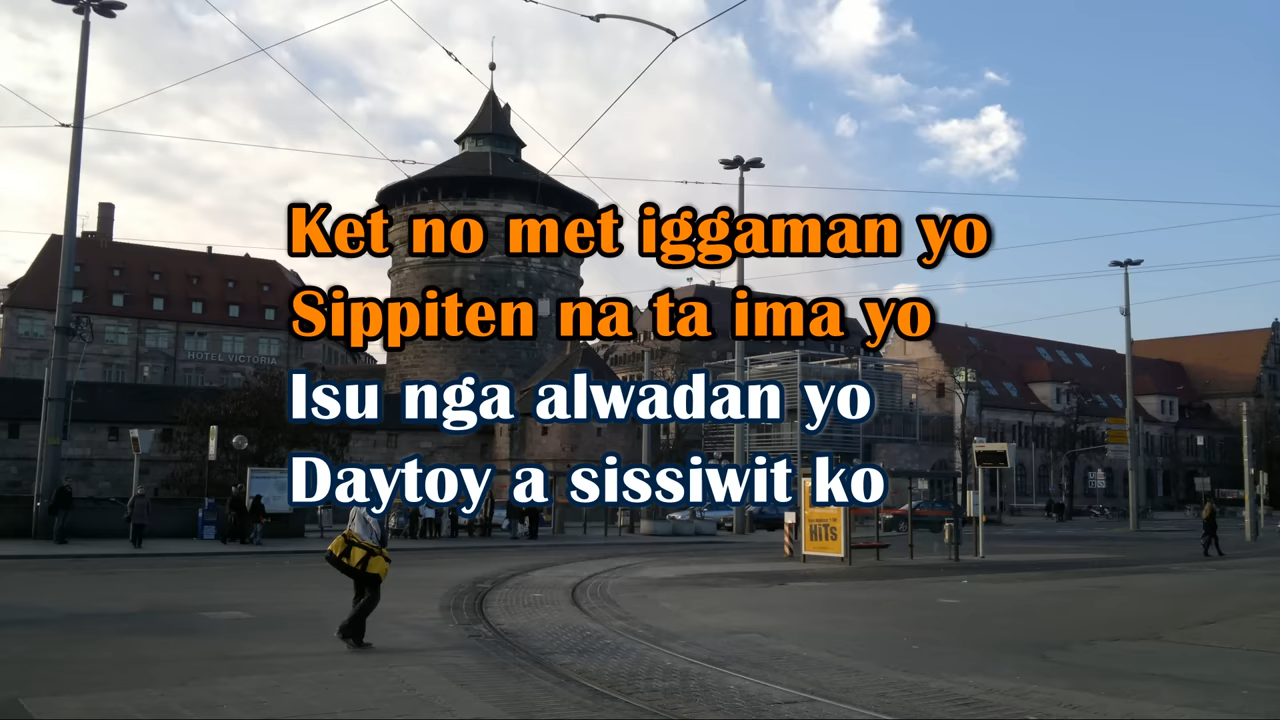 Ket no met iggaman yo
Sippiten na ta ima yo
Isu nga alwadan yo
Daytoy a sissiwit ko
HOTEL VICTORIA
HiTs